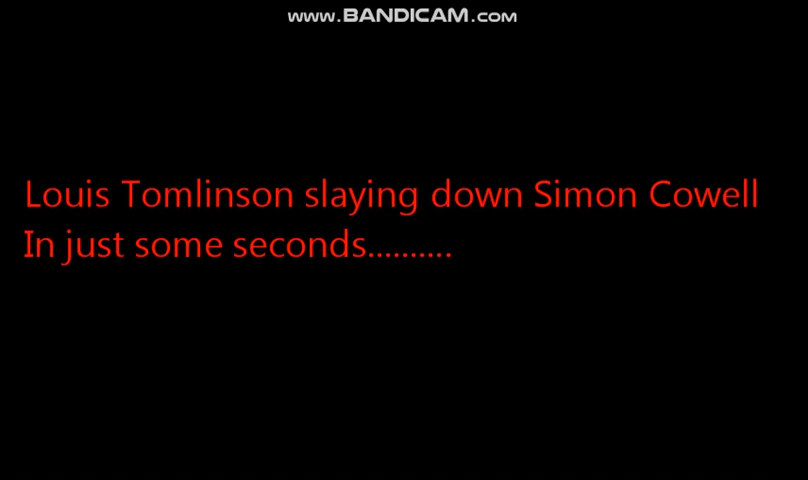 www.BANDICAM.com
Louis Tomlinson slaying down Simon Cowell
In just some seconds..........